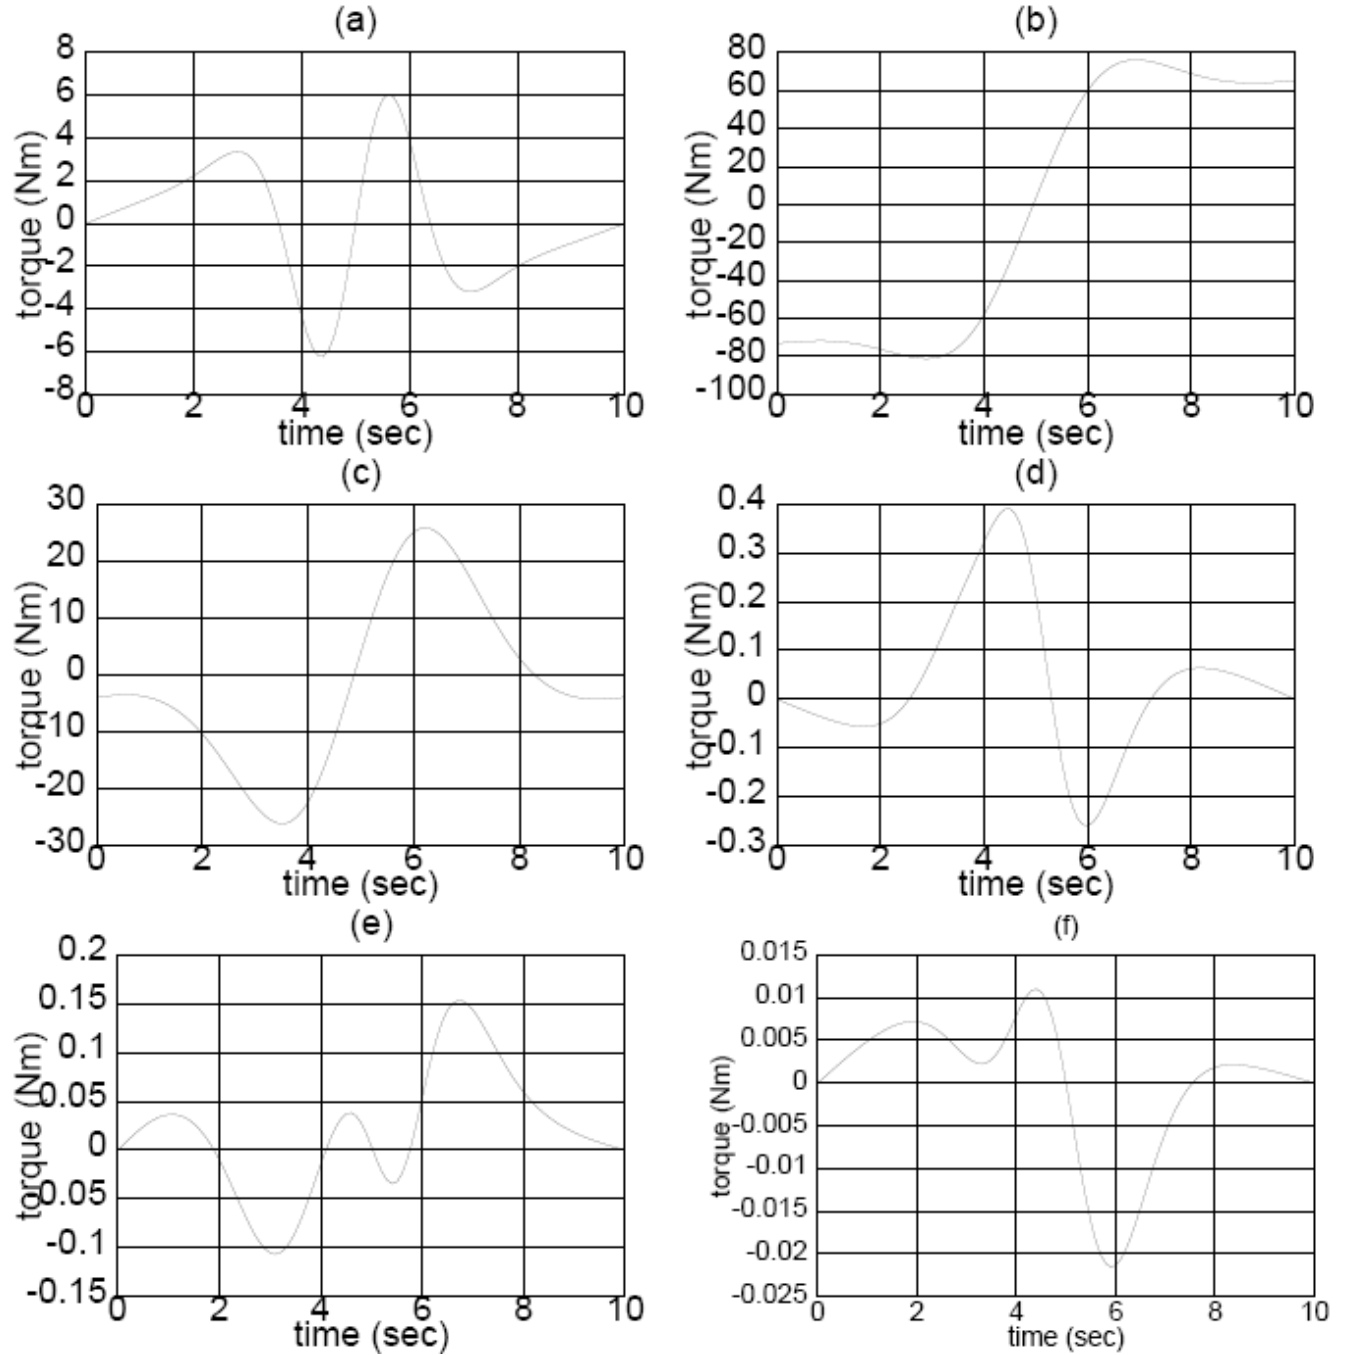 (a)
8
6
4
2
0
-2
-4
-6
-8
torque (Nm)
0 2 4 6 8 10
time (sec)
(b)
80
60
40
20
0
-20
-40
-60
-80
-100
torque (Nm)
0 2 4 6 8 10
time (sec)
(c)
30
20
10
0
-10
-20
-30
torque (Nm)
0 2 4 6 8 10
time (sec)
(d)
0.4
0.3
0.2
0.1
0
-0.1
-0.2
-0.3
torque (Nm)
0 2 4 6 8 10
time (sec)
(e)
0.2
0.15
0.1
0.05
0
-0.05
-0.1
-0.15
torque (Nm)
0 2 4 6 8 10
time (sec)
(f)
0.015
0.01
0.005
0
-0.005
-0.01
-0.015
-0.02
-0.025
torque (Nm)
0 2 4 6 8 10
time (sec)